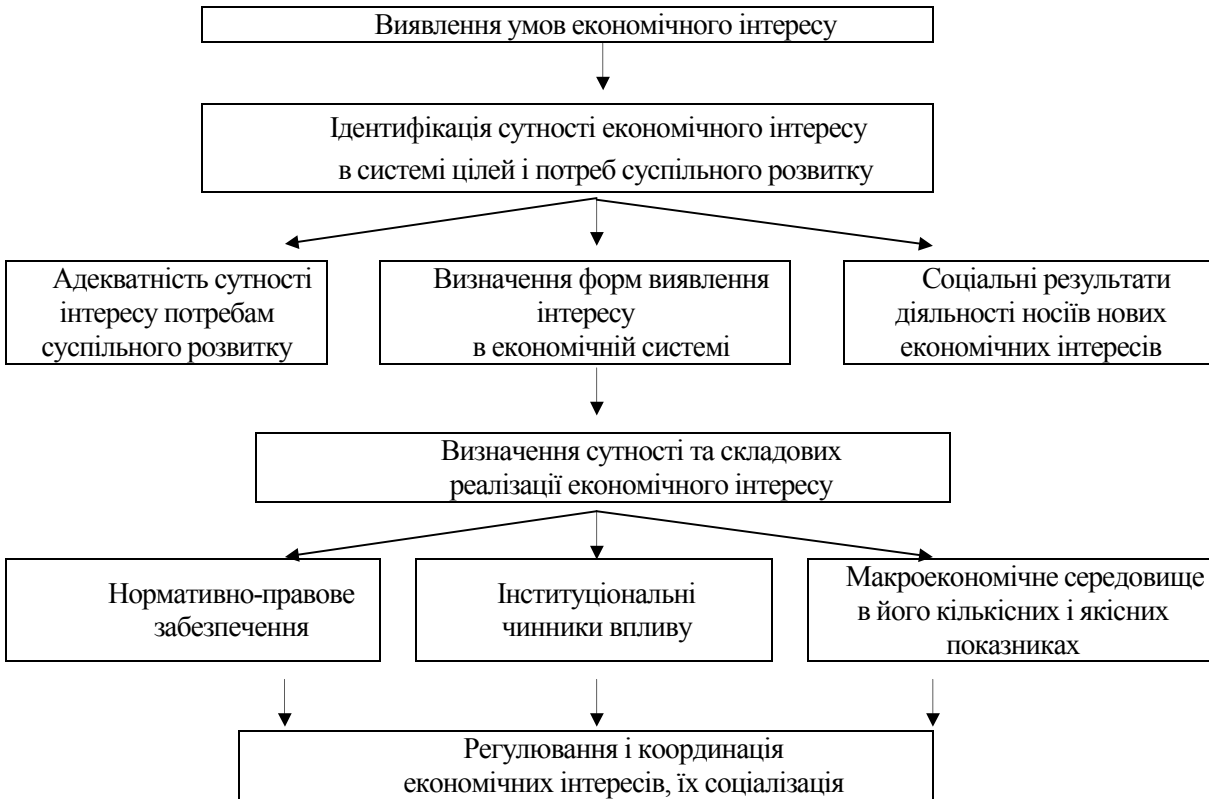 Виявлення умов економічного інтересу
Ідентифікація сутності економічного інтересу
в системі цілей і потреб суспільного розвитку
Адекватність сутності
інтересу потребам
суспільного розвитку
Визначення форм виявлення
інтересу
в економічній системі
Соціальні результати
діяльності носіїв нових
економічних інтересів
Визначення сутності та складових
реалізації економічного інтересу
Нормативно-правове
забезпечення
Інституціональні
чинники впливу
Макроекономічне середовище
в його кількісних і якісних
показниках
Регулювання і координація
економічних інтересів, їх соціалізація